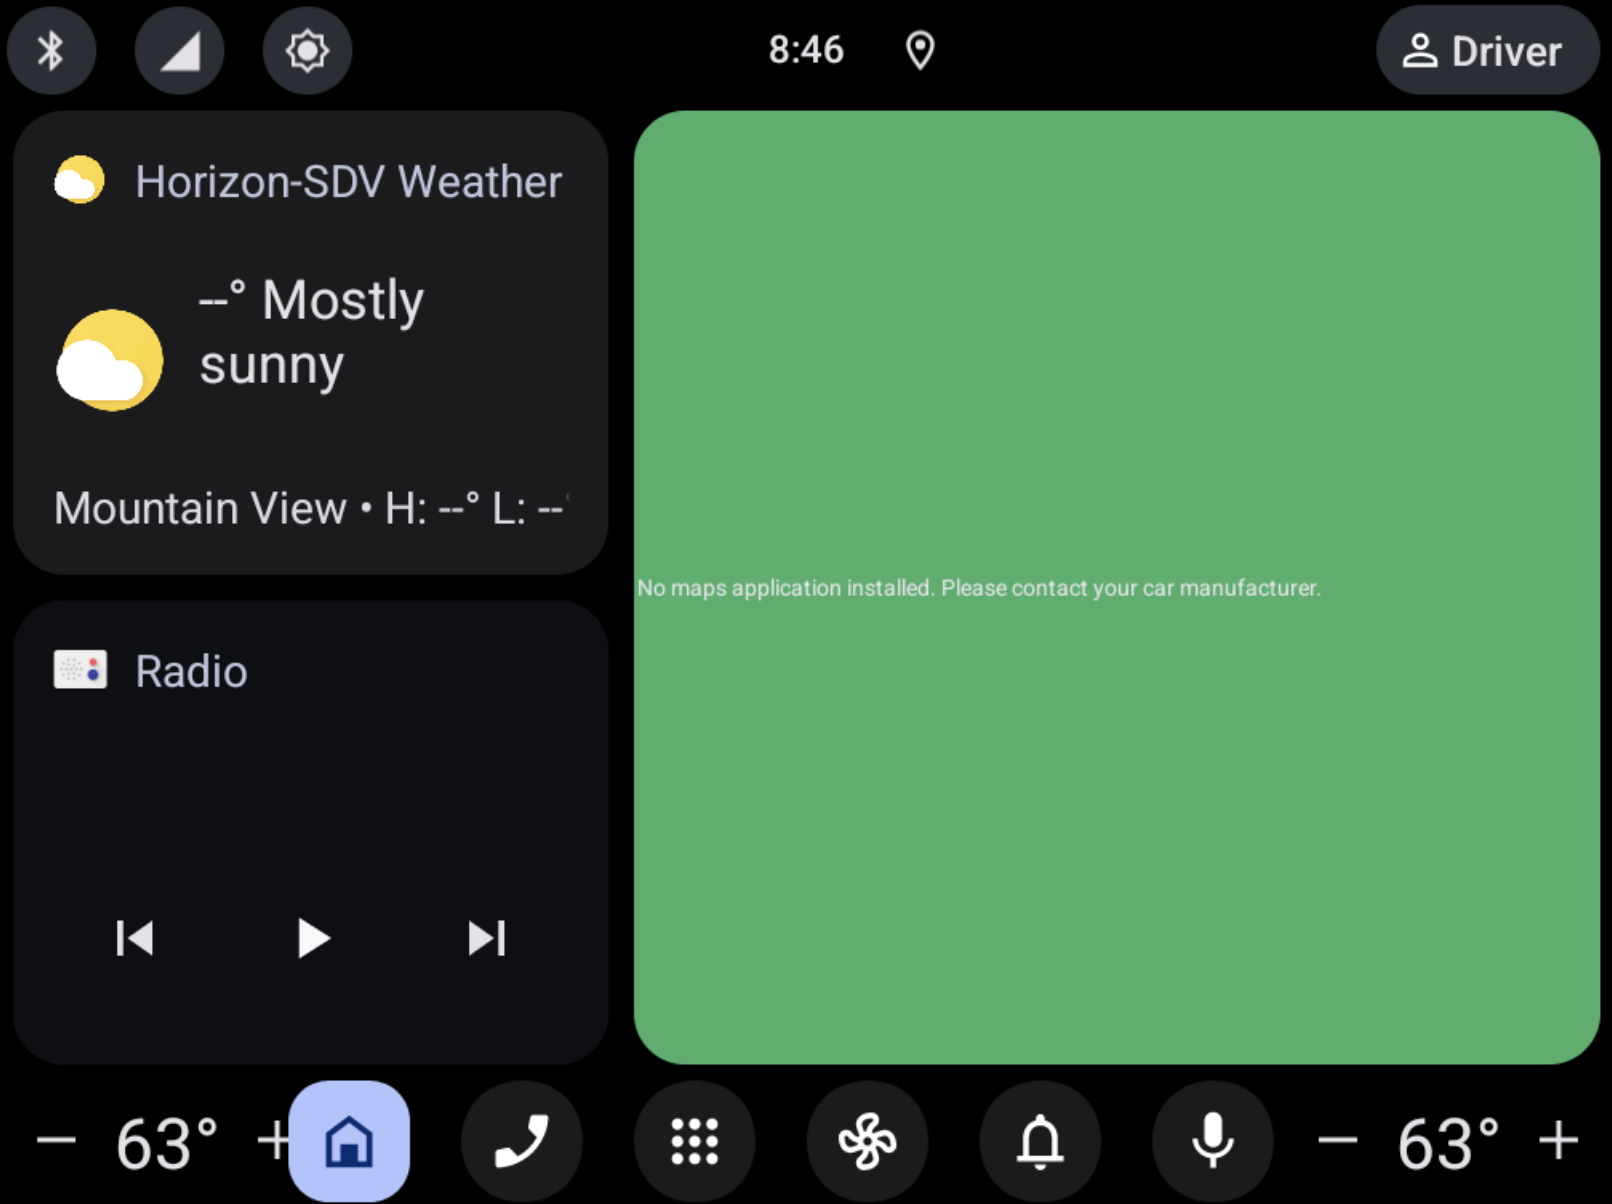 8:46
Driver
Horizon-SDV Weather
--° Mostly
sunny
Mountain View • H: --° L: --°
No maps application installed. Please contact your car manufacturer.
Radio
63°
63°